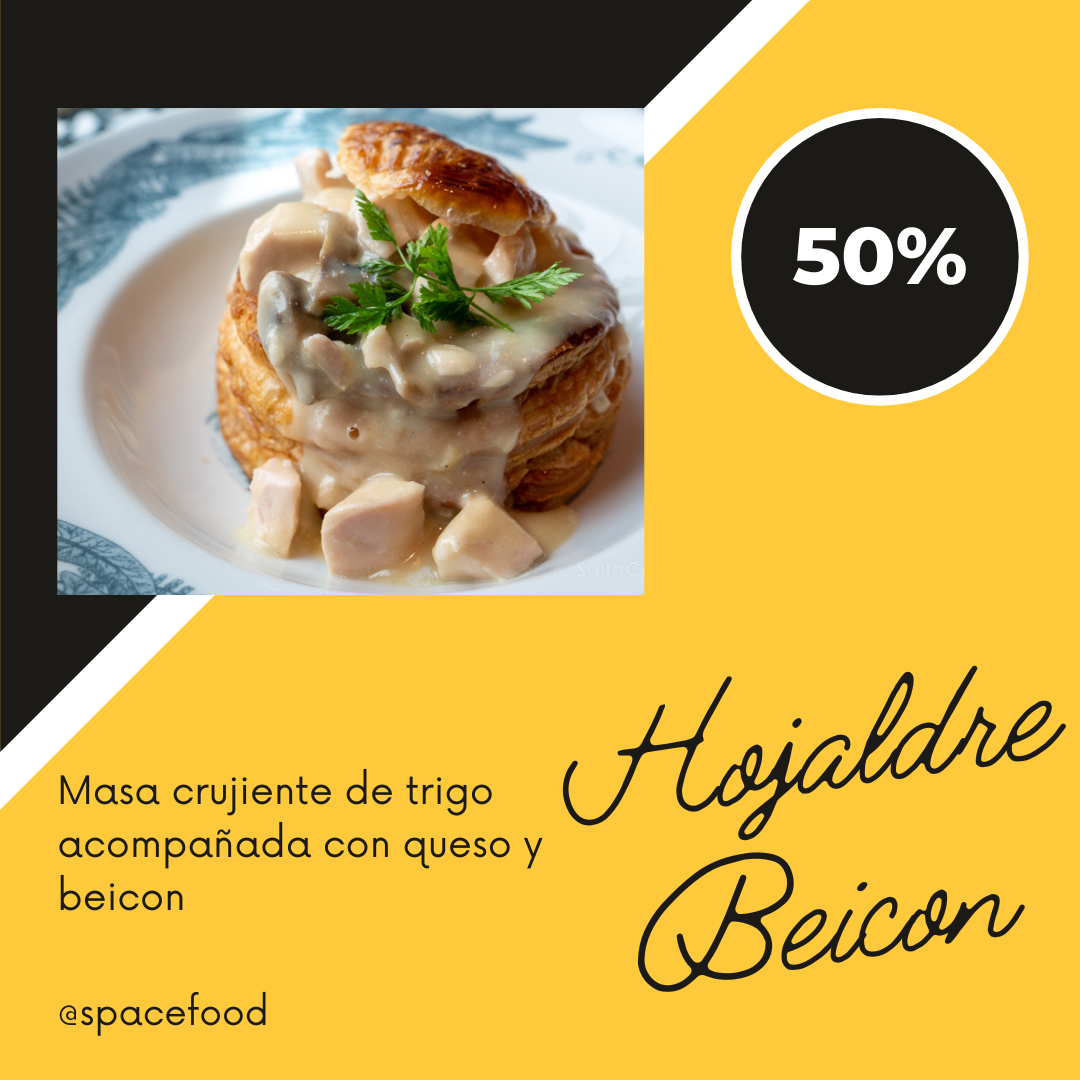 50%
Hojaldre
Beicon
Masa crujiente de trigo
acompañada con queso y
beicon
@spacefood